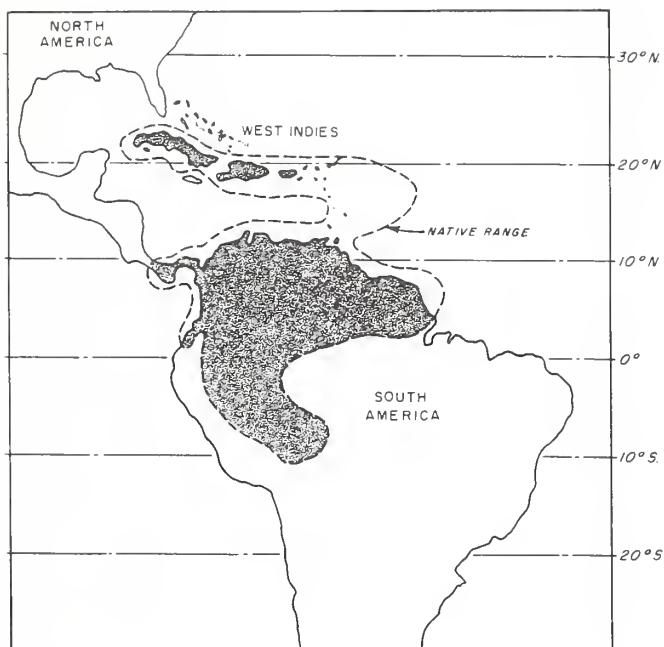 NORTH
AMERICA
30°N.
WEST INDIES
20°N
NATIVE RANGE
10°N
0°
SOUTH
AMERICA
10°S.
20°S